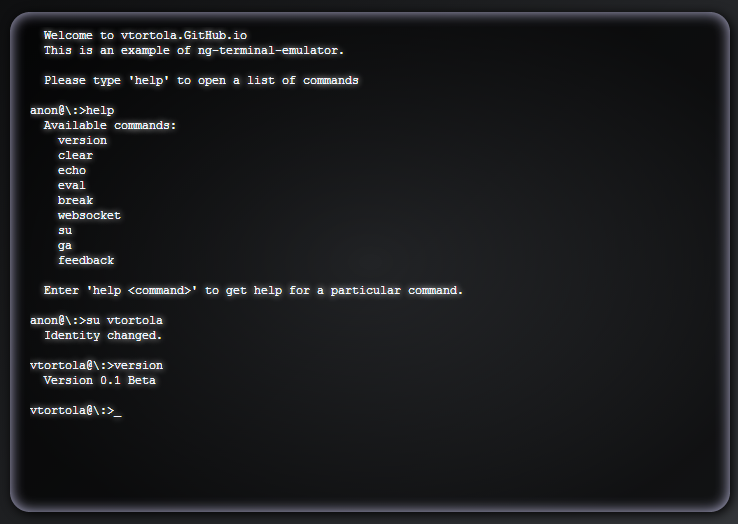 Welcome to vtortola.GitHub.io
This is an example of ng-terminal-emulator.
Please type 'help' to open a list of commands
anon@\:>help
Available commands:
version
clear
echo
eval
break
websocket
su
ga
feedback
Enter 'help <command>' to get help for a particular command.
anon@\:>su vtortola
Identity changed.
vtortola@\:>version
Version 0.1 Beta
vtortola@\:>_